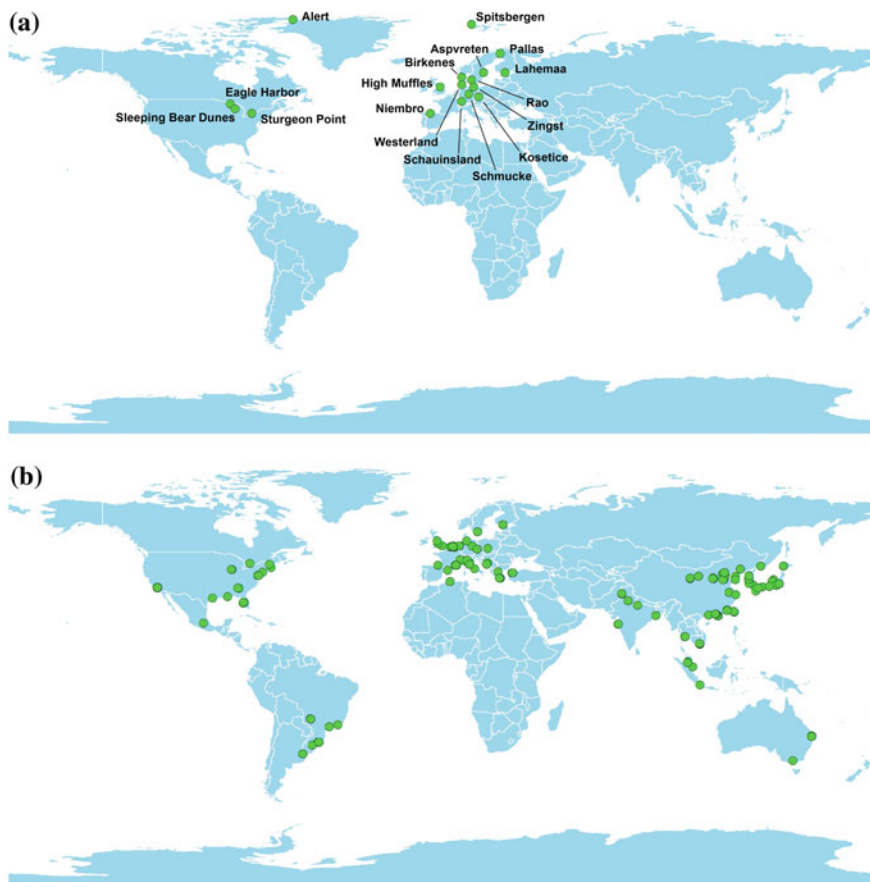 (a)
Alert
Spitsbergen
Aspvreten
Pallas
Birkenes
Lahemaa
High Muffles
Eagle Harbor
Rao
Niembro
Sleeping Bear Dunes
Sturgeon Point
Zingst
Westerland
Schauinsland
Kosetice
Schmucke
(b)